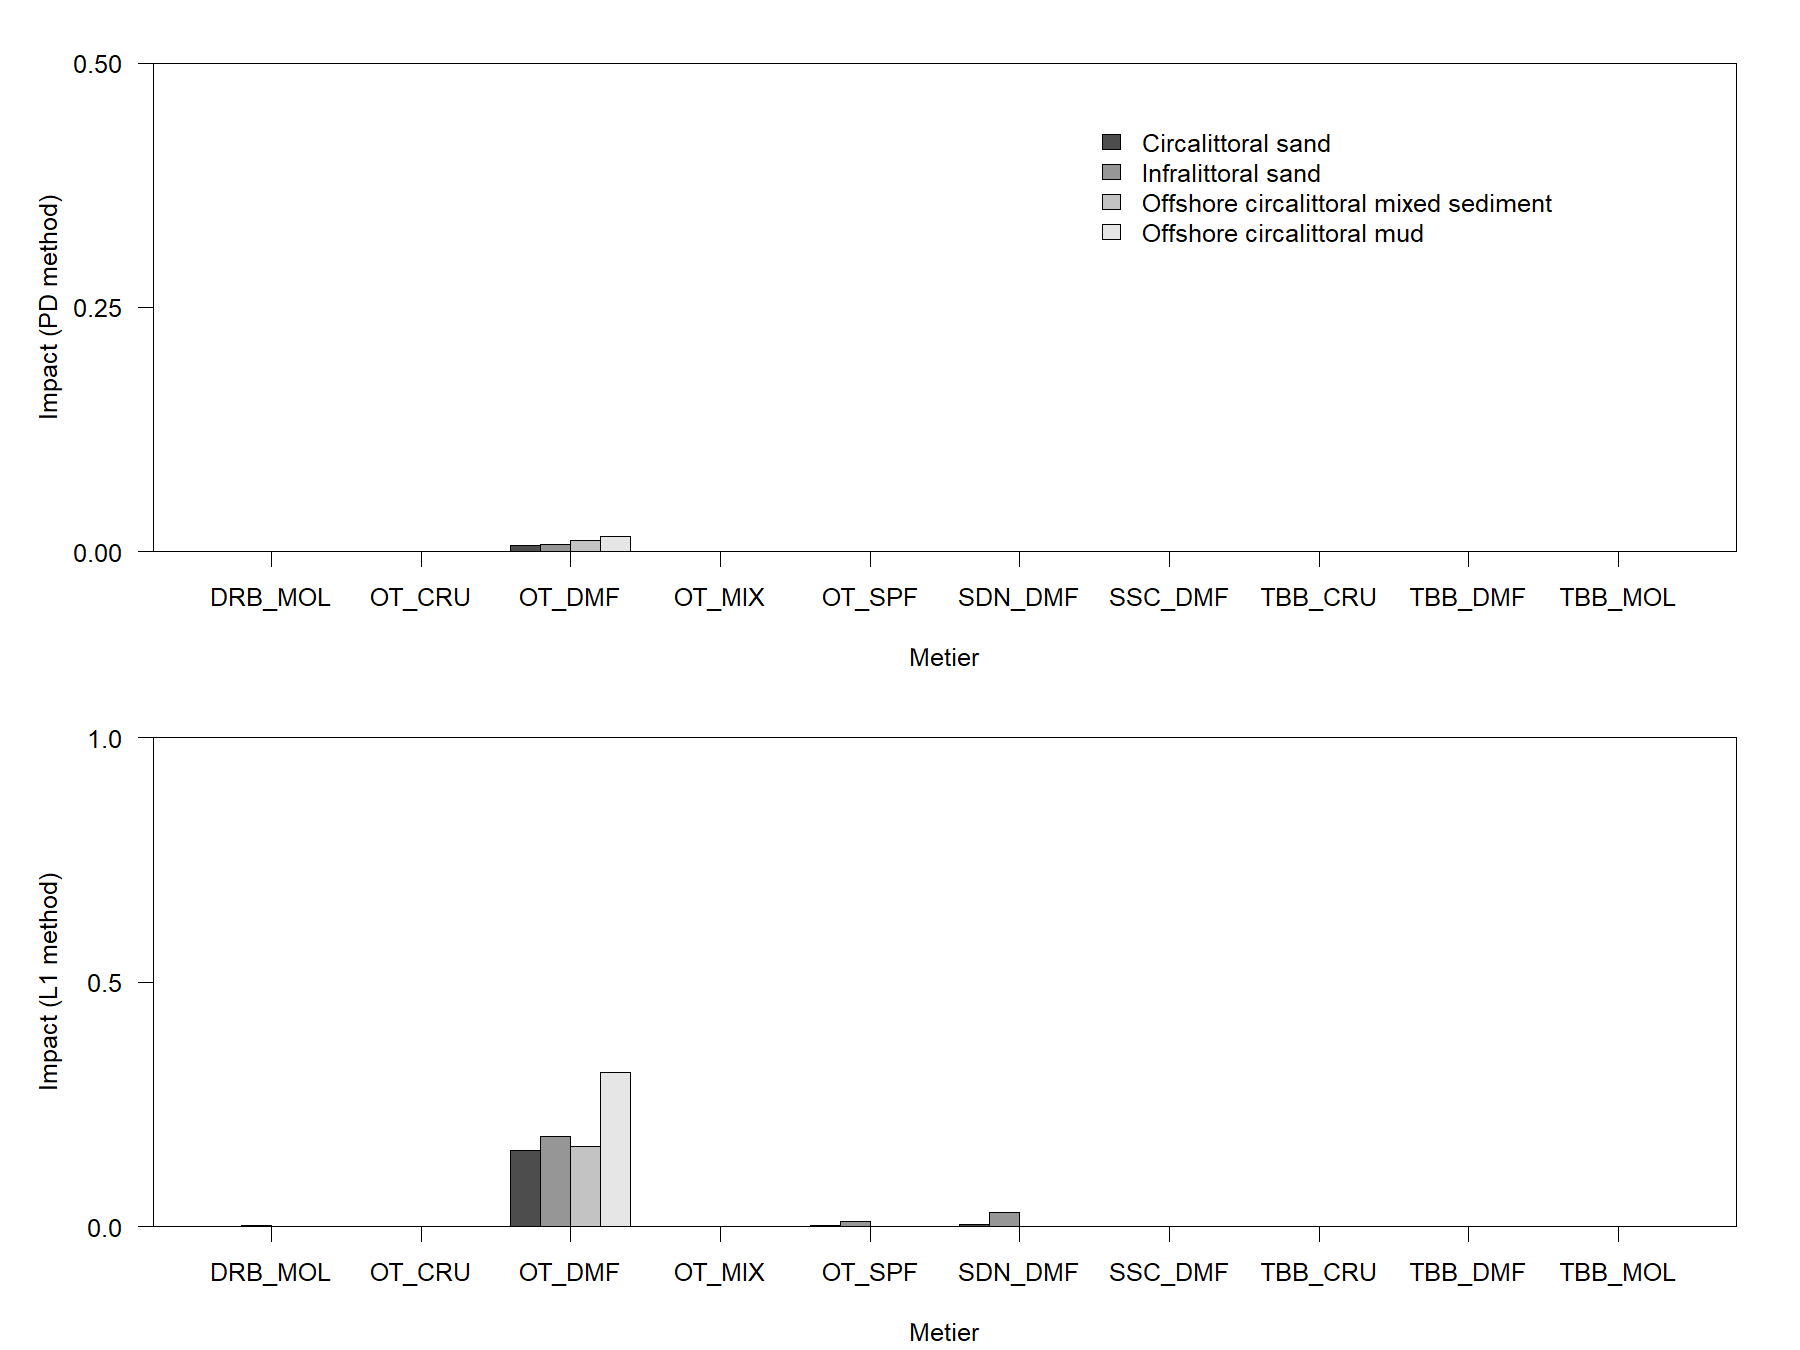 0.50
0.25
0.00
Impact (PD method)
Circalittoral sand
Infralittoral sand
Offshore circalittoral mixed sediment
Offshore circalittoral mud
DRB_MOL OT_CRU OT_DMF OT_MIX OT_SPF SDN_DMF SSC_DMF TBB_CRU TBB_DMF TBB_MOL
Metier
1.0
0.5
0.0
Impact (L1 method)
DRB_MOL OT_CRU OT_DMF OT_MIX OT_SPF SDN_DMF SSC_DMF TBB_CRU TBB_DMF TBB_MOL
Metier